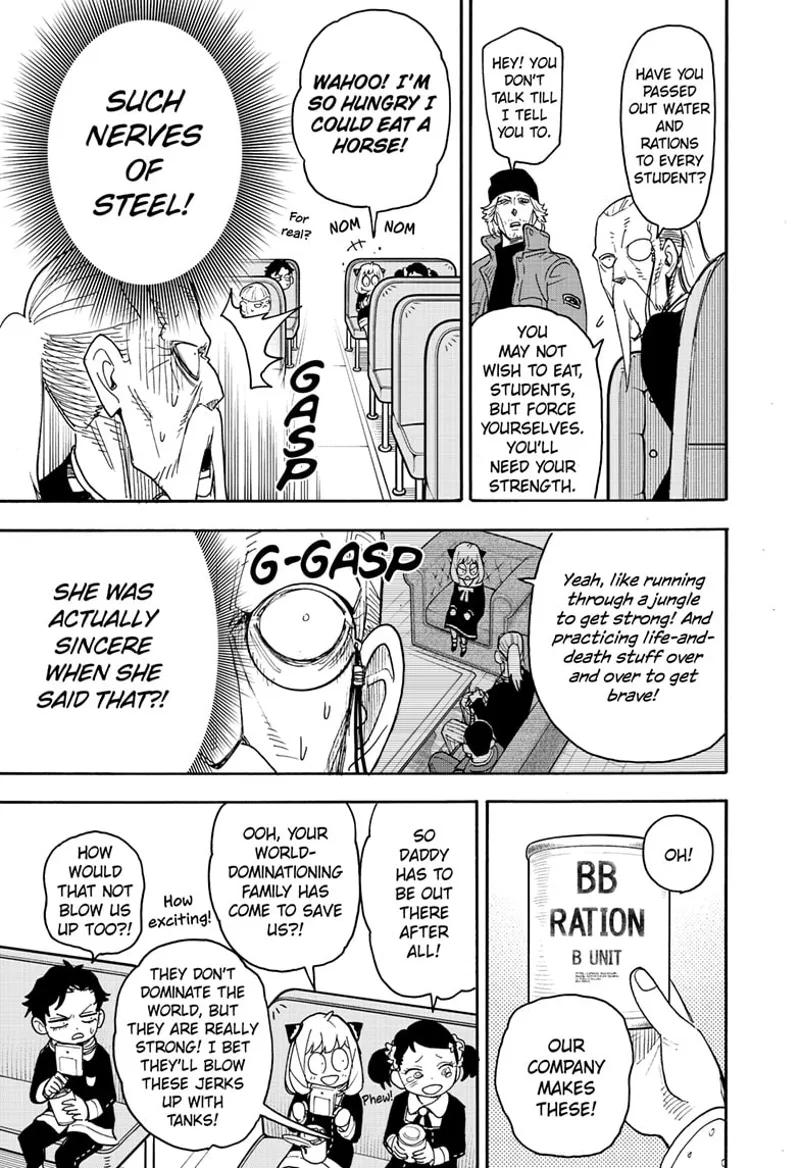 HAVE YOU
PASSED
OUT WATER
AND
RATIONS
TO EVERY
STUDENT?
HEY! YOU
DON'T
TALK TILL
I TELL
YOU TO.
YOU
MAY NOT
WISH TO EAT,
STUDENTS,
BUT FORCE
YOURSELVES.
YOU'LL
NEED YOUR
STRENGTH.
WAHOO! I'M
SO HUNGRY I
COULD EAT A
HORSE!
NOM NOM
For
real?
GASP
SUCH
NERVES
OF
STEEL!
Yeah, like running
through a jungle
to get strong! And
practicing life-and-
death stuff over
and over to get
brave!
G-GASP
SHE WAS
ACTUALLY
SINCERE
WHEN SHE
SAID THAT?!
OH!
BB
RATION
B UNIT
OUR
COMPANY
MAKES
THESE!
SO
DADDY
HAS TO
BE OUT
THERE
AFTER
ALL!
Phew!
OOH, YOUR
WORLD-
DOMINATIONING
FAMILY HAS
COME TO SAVE
US?!
How
exciting!
THEY DON'T
DOMINATE THE
WORLD, BUT
THEY ARE REALLY
STRONG! I BET
THEY'LL BLOW
THESE JERKS
UP WITH
TANKS!
HOW
WOULD
THAT NOT
BLOW US
UP TOO?!